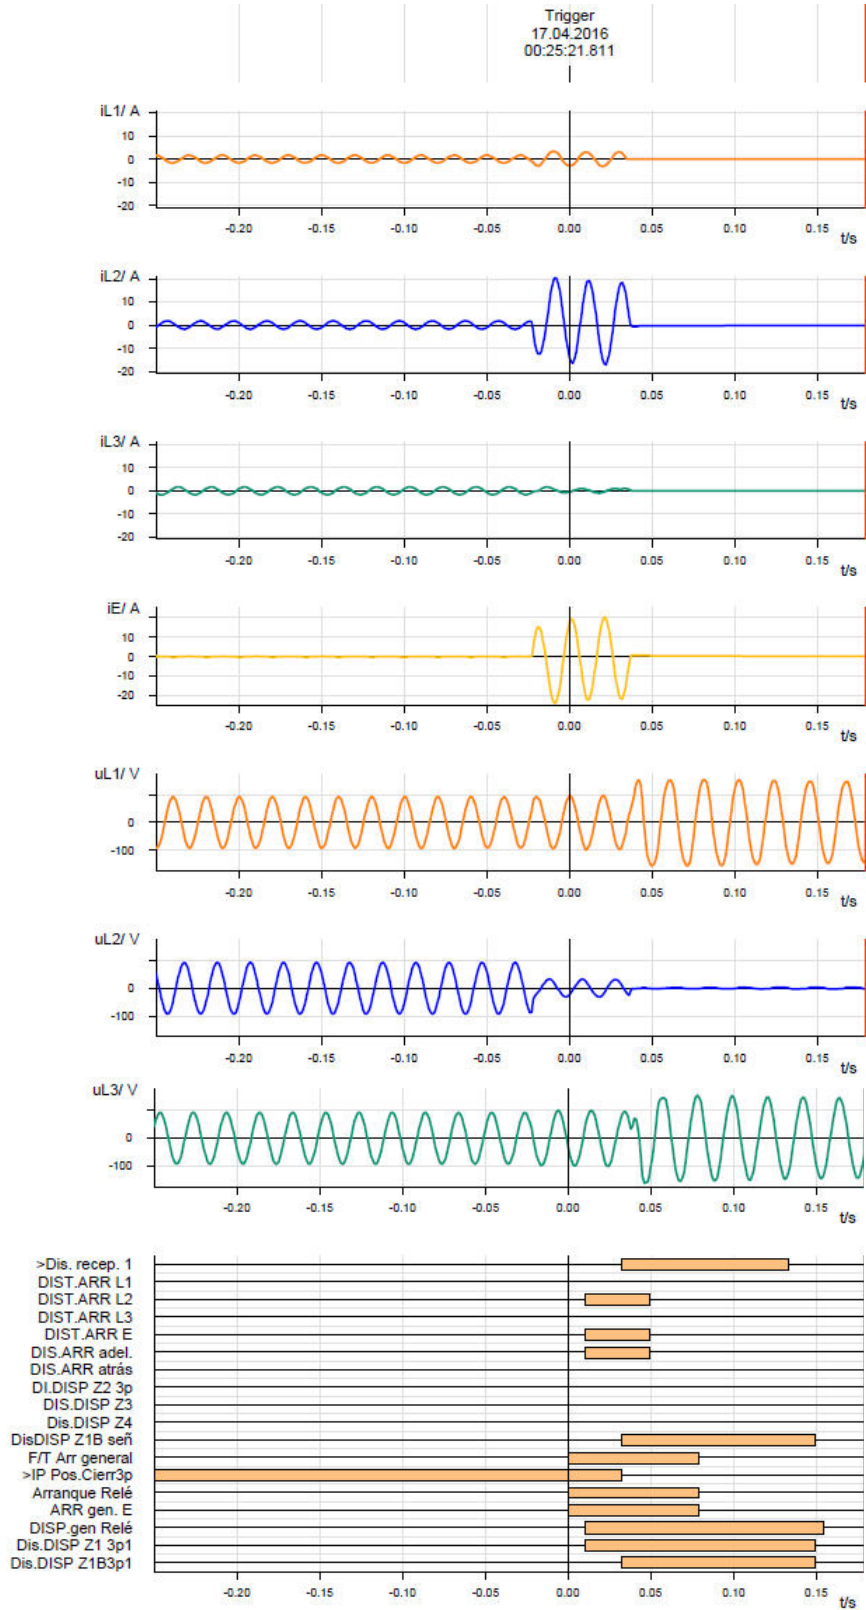 Trigger
17.04.2016
00:25:21.811
iL1/ A
10
0
-10
-20
-0.20 -0.15 -0.10 -0.05 0.00 0.05 0.10 0.15
t/s
iL2/ A
10
0
-10
-20
-0.20 -0.15 -0.10 -0.05 0.00 0.05 0.10 0.15
t/s
iL3/ A
10
0
-10
-20
-0.20 -0.15 -0.10 -0.05 0.00 0.05 0.10 0.15
t/s
iE/ A
10
0
-10
-20
-0.20 -0.15 -0.10 -0.05 0.00 0.05 0.10 0.15
t/s
uL1/ V
0
-100
-0.20 -0.15 -0.10 -0.05 0.00 0.05 0.10 0.15
t/s
uL2/ V
0
-100
-0.20 -0.15 -0.10 -0.05 0.00 0.05 0.10 0.15
t/s
uL3/ V
0
-100
-0.20 -0.15 -0.10 -0.05 0.00 0.05 0.10 0.15
t/s
>Dis. recep. 1
DIST.ARR L1
DIST.ARR L2
DIST.ARR L3
DIST.ARR E
DIS.ARR adel.
DIS.ARR atrás
DI.DISP Z2 3p
DIS.DISP Z3
Dis.DISP Z4
DisDISP Z1B señ
F/T Arr general
>IP Pos.Cierr3p
Arranque Relé
ARR gen. E
DISP.gen Relé
Dis.DISP Z1 3p1
Dis.DISP Z1B3p1
-0.20 -0.15 -0.10 -0.05 0.00 0.05 0.10 0.15
t/s